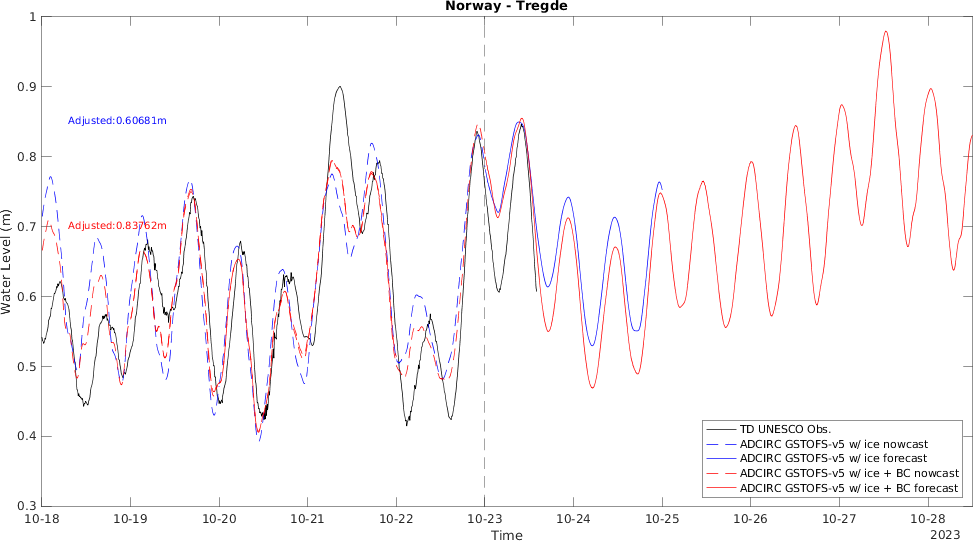 Norway - Tregde
1
0.9
0.8
0.7
0.6
0.5
0.4
0.3
Water Level (m)
Adjusted:0.60681m
Adjusted:0.83762m
TD UNESCO Obs.
ADCIRC GSTOFS-v5 w/ ice nowcast
ADCIRC GSTOFS-v5 w/ ice forecast
ADCIRC GSTOFS-v5 w/ ice + BC nowcast
ADCIRC GSTOFS-v5 w/ ice + BC forecast
10-18 10-19 10-20 10-21 10-22 10-23 10-24 10-25 10-26 10-27 10-28
Time
2023